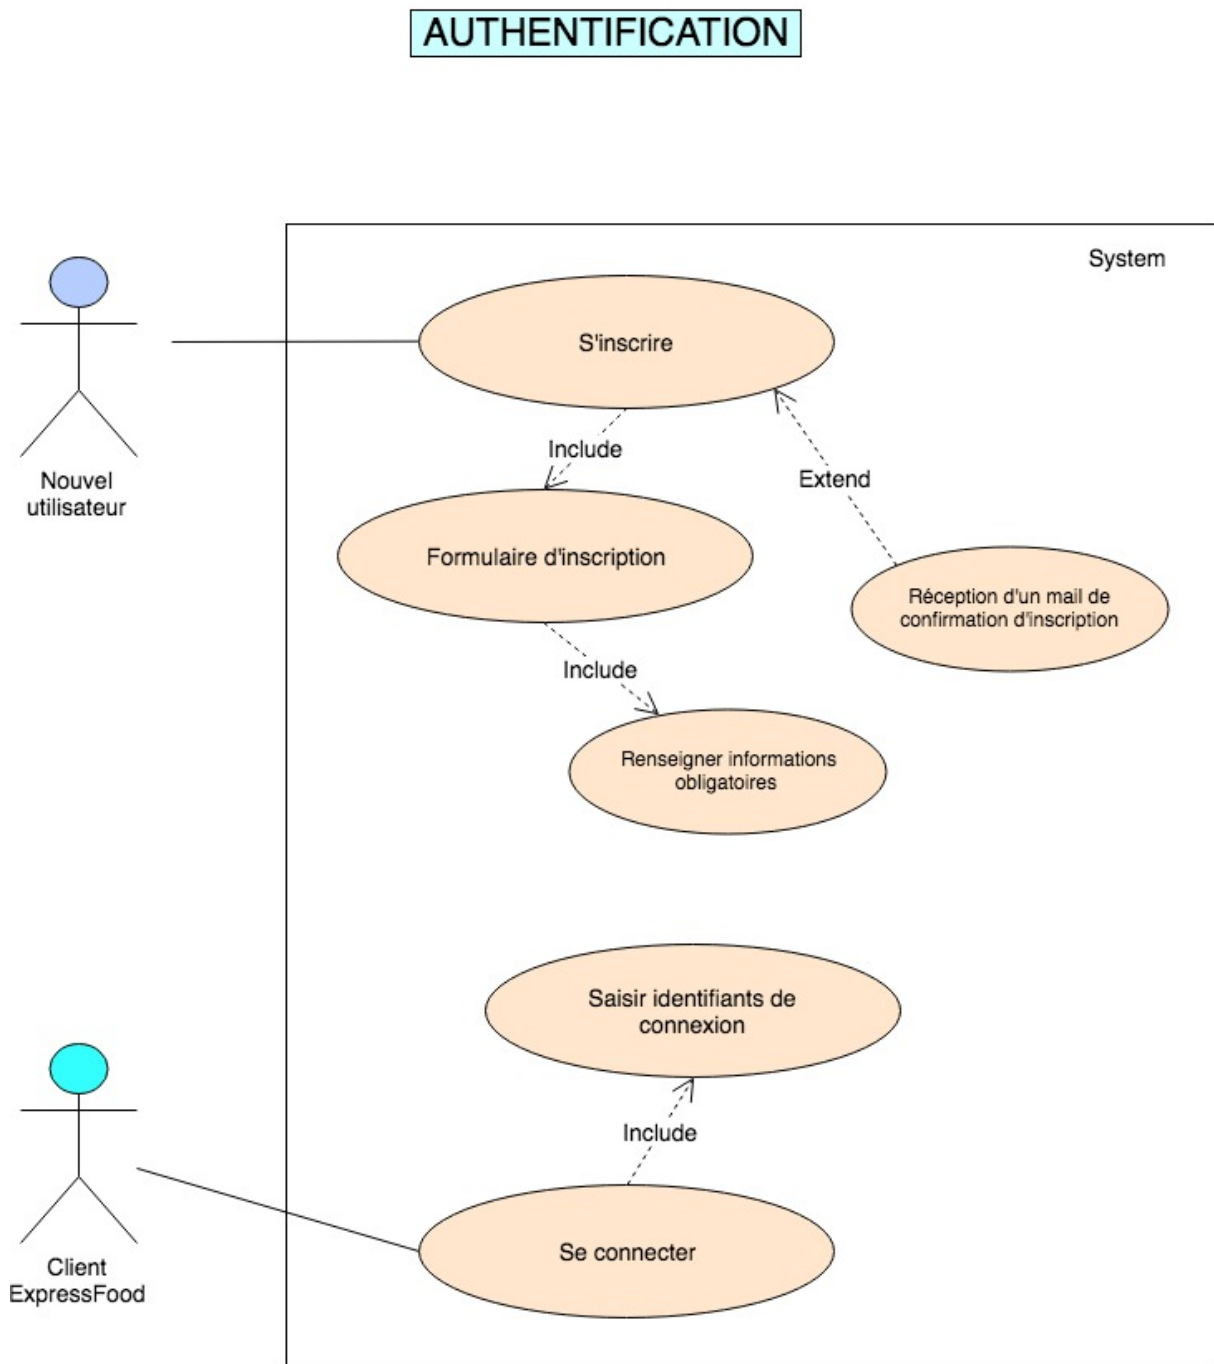 AUTHENTIFICATION
System
S'inscrire
Include
Nouvel
utilisateur
Extend
Formulaire d'inscription
Réception d'un mail de
confirmation d'inscription
Include
Renseigner informations
obligatoires
Saisir identifiants de
connexion
Include
Se connecter
Client
ExpressFood